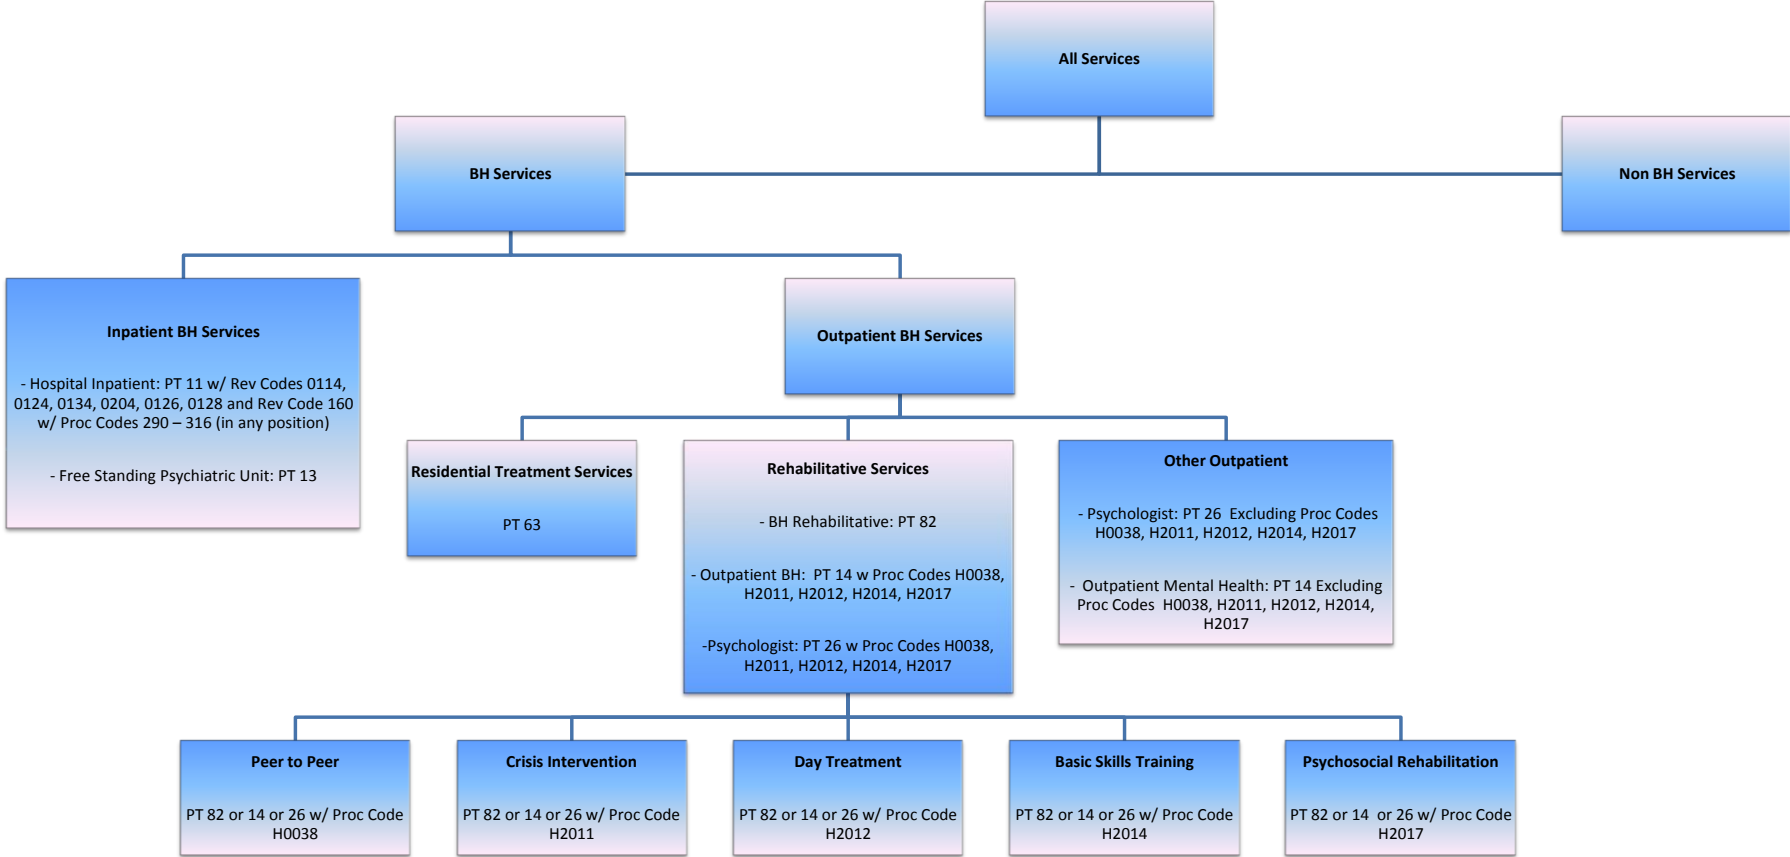 All Services
BH Services
Non BH Services
Inpatient BH Services
- Hospital Inpatient: PT 11 w/ Rev Codes 0114,
0124, 0134, 0204, 0126, 0128 and Rev Code 160
w/ Proc Codes 290 – 316 (in any position)
- Free Standing Psychiatric Unit: PT 13
Outpatient BH Services
Residential Treatment Services
PT 63
Rehabilitative Services
- BH Rehabilitative: PT 82
- Outpatient BH: PT 14 w Proc Codes H0038,
H2011, H2012, H2014, H2017
-Psychologist: PT 26 w Proc Codes H0038,
H2011, H2012, H2014, H2017
Other Outpatient
- Psychologist: PT 26 Excluding Proc Codes
H0038, H2011, H2012, H2014, H2017
- Outpatient Mental Health: PT 14 Excluding
Proc Codes H0038, H2011, H2012, H2014,
H2017
Peer to Peer
PT 82 or 14 or 26 w/ Proc Code
H0038
Crisis Intervention
PT 82 or 14 or 26 w/ Proc Code
H2011
Day Treatment
PT 82 or 14 or 26 w/ Proc Code
H2012
Basic Skills Training
PT 82 or 14 or 26 w/ Proc Code
H2014
Psychosocial Rehabilitation
PT 82 or 14 or 26 w/ Proc Code
H2017